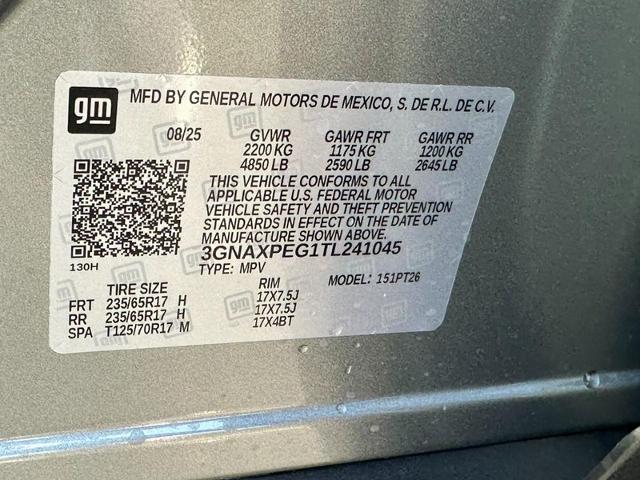 gm
MFD BY GENERAL MOTORS DE MEXICO, S. DE R.L. DE C.V.
08/25 GVWR GAWR FRT GAWR RR
2200 KG 1175 KG 1200 KG
4850 LB 2590 LB 2645 LB
THIS VEHICLE CONFORMS TO ALL
APPLICABLE U.S. FEDERAL MOTOR
VEHICLE SAFETY AND THEFT PREVENTION
STANDARDS IN EFFECT ON THE DATE OF
MANUFACTURE SHOWN ABOVE.
3GNAXPEG1TL241045
130H
TYPE: MPV MODEL: 151PT26
TIRE SIZE RIM
FRT 235/65R17 H 17X7.5J
RR 235/65R17 H 17X7.5J
SPA T125/70R17 M 17X4BT